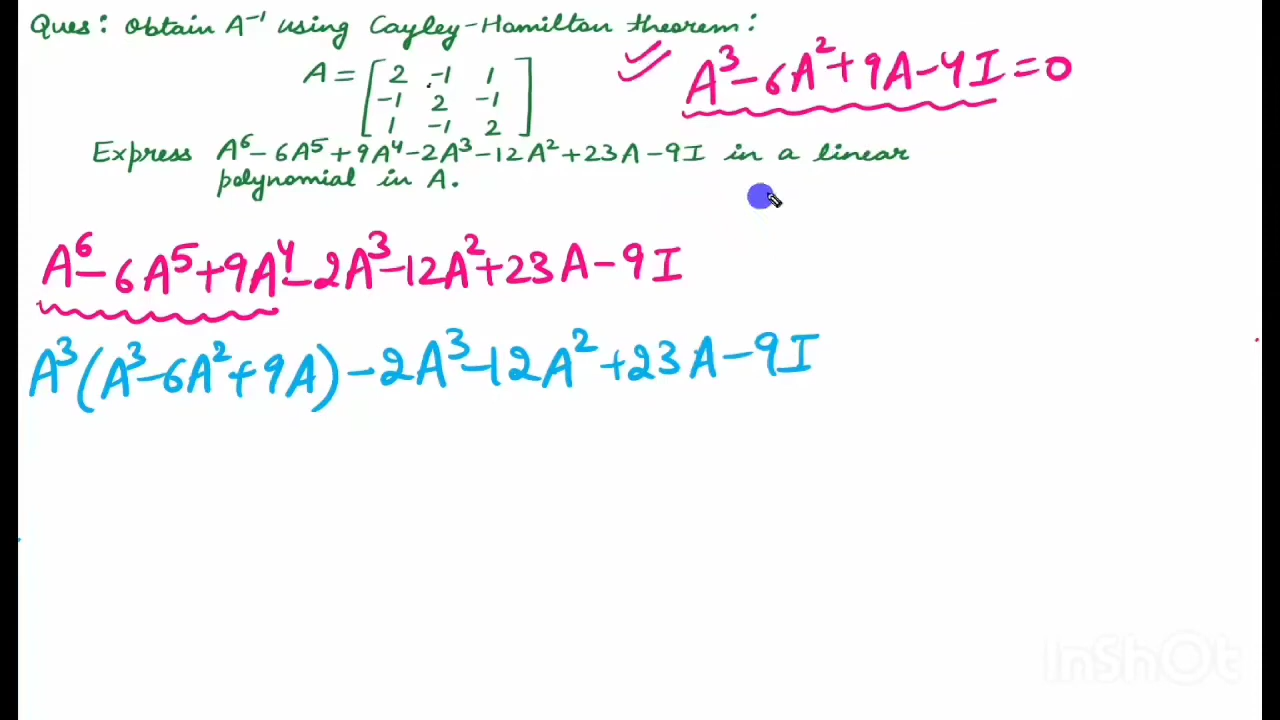 Ques: Obtain A⁻¹ using Cayley-Hamilton theorem:
A = [ 2 -1 1
-1 2 -1
1 -1 2 ]
A³ - 6A² + 9A - 4I = 0
Express A⁶ - 6A⁵ + 9A⁴ - 2A³ - 12A² + 23A - 9I in a linear
polynomial in A.
A⁶ - 6A⁵ + 9A⁴ - 2A³ - 12A² + 23A - 9I
A³(A³ - 6A² + 9A) - 2A³ - 12A² + 23A - 9I
InShOt